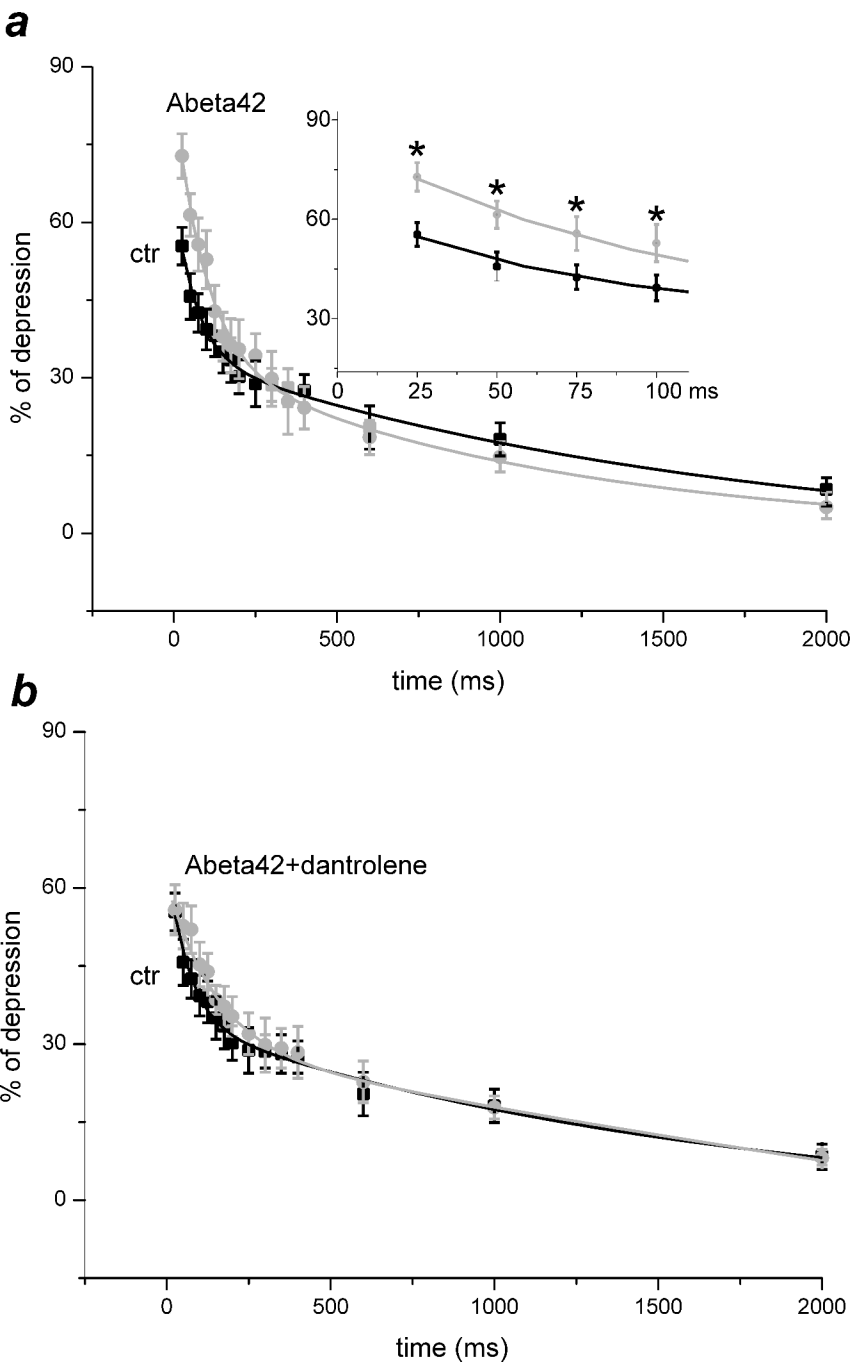 a
90
60
30
0
% of depression
Abeta42
ctr
90
60
30
* * * *
0 25 50 75 100 ms
0 500 1000 1500 2000
time (ms)
b
90
60
30
0
% of depression
Abeta42+dantrolene
ctr
0 500 1000 1500 2000
time (ms)